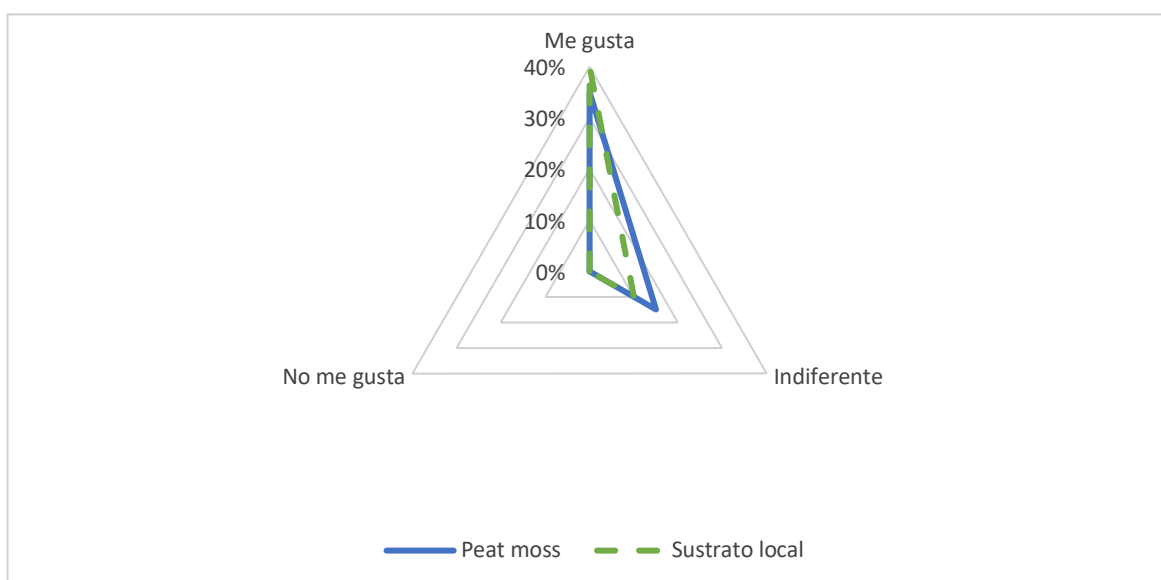 Me gusta
40%
30%
20%
10%
0%
No me gusta
Indiferente
Peat moss
Sustrato local